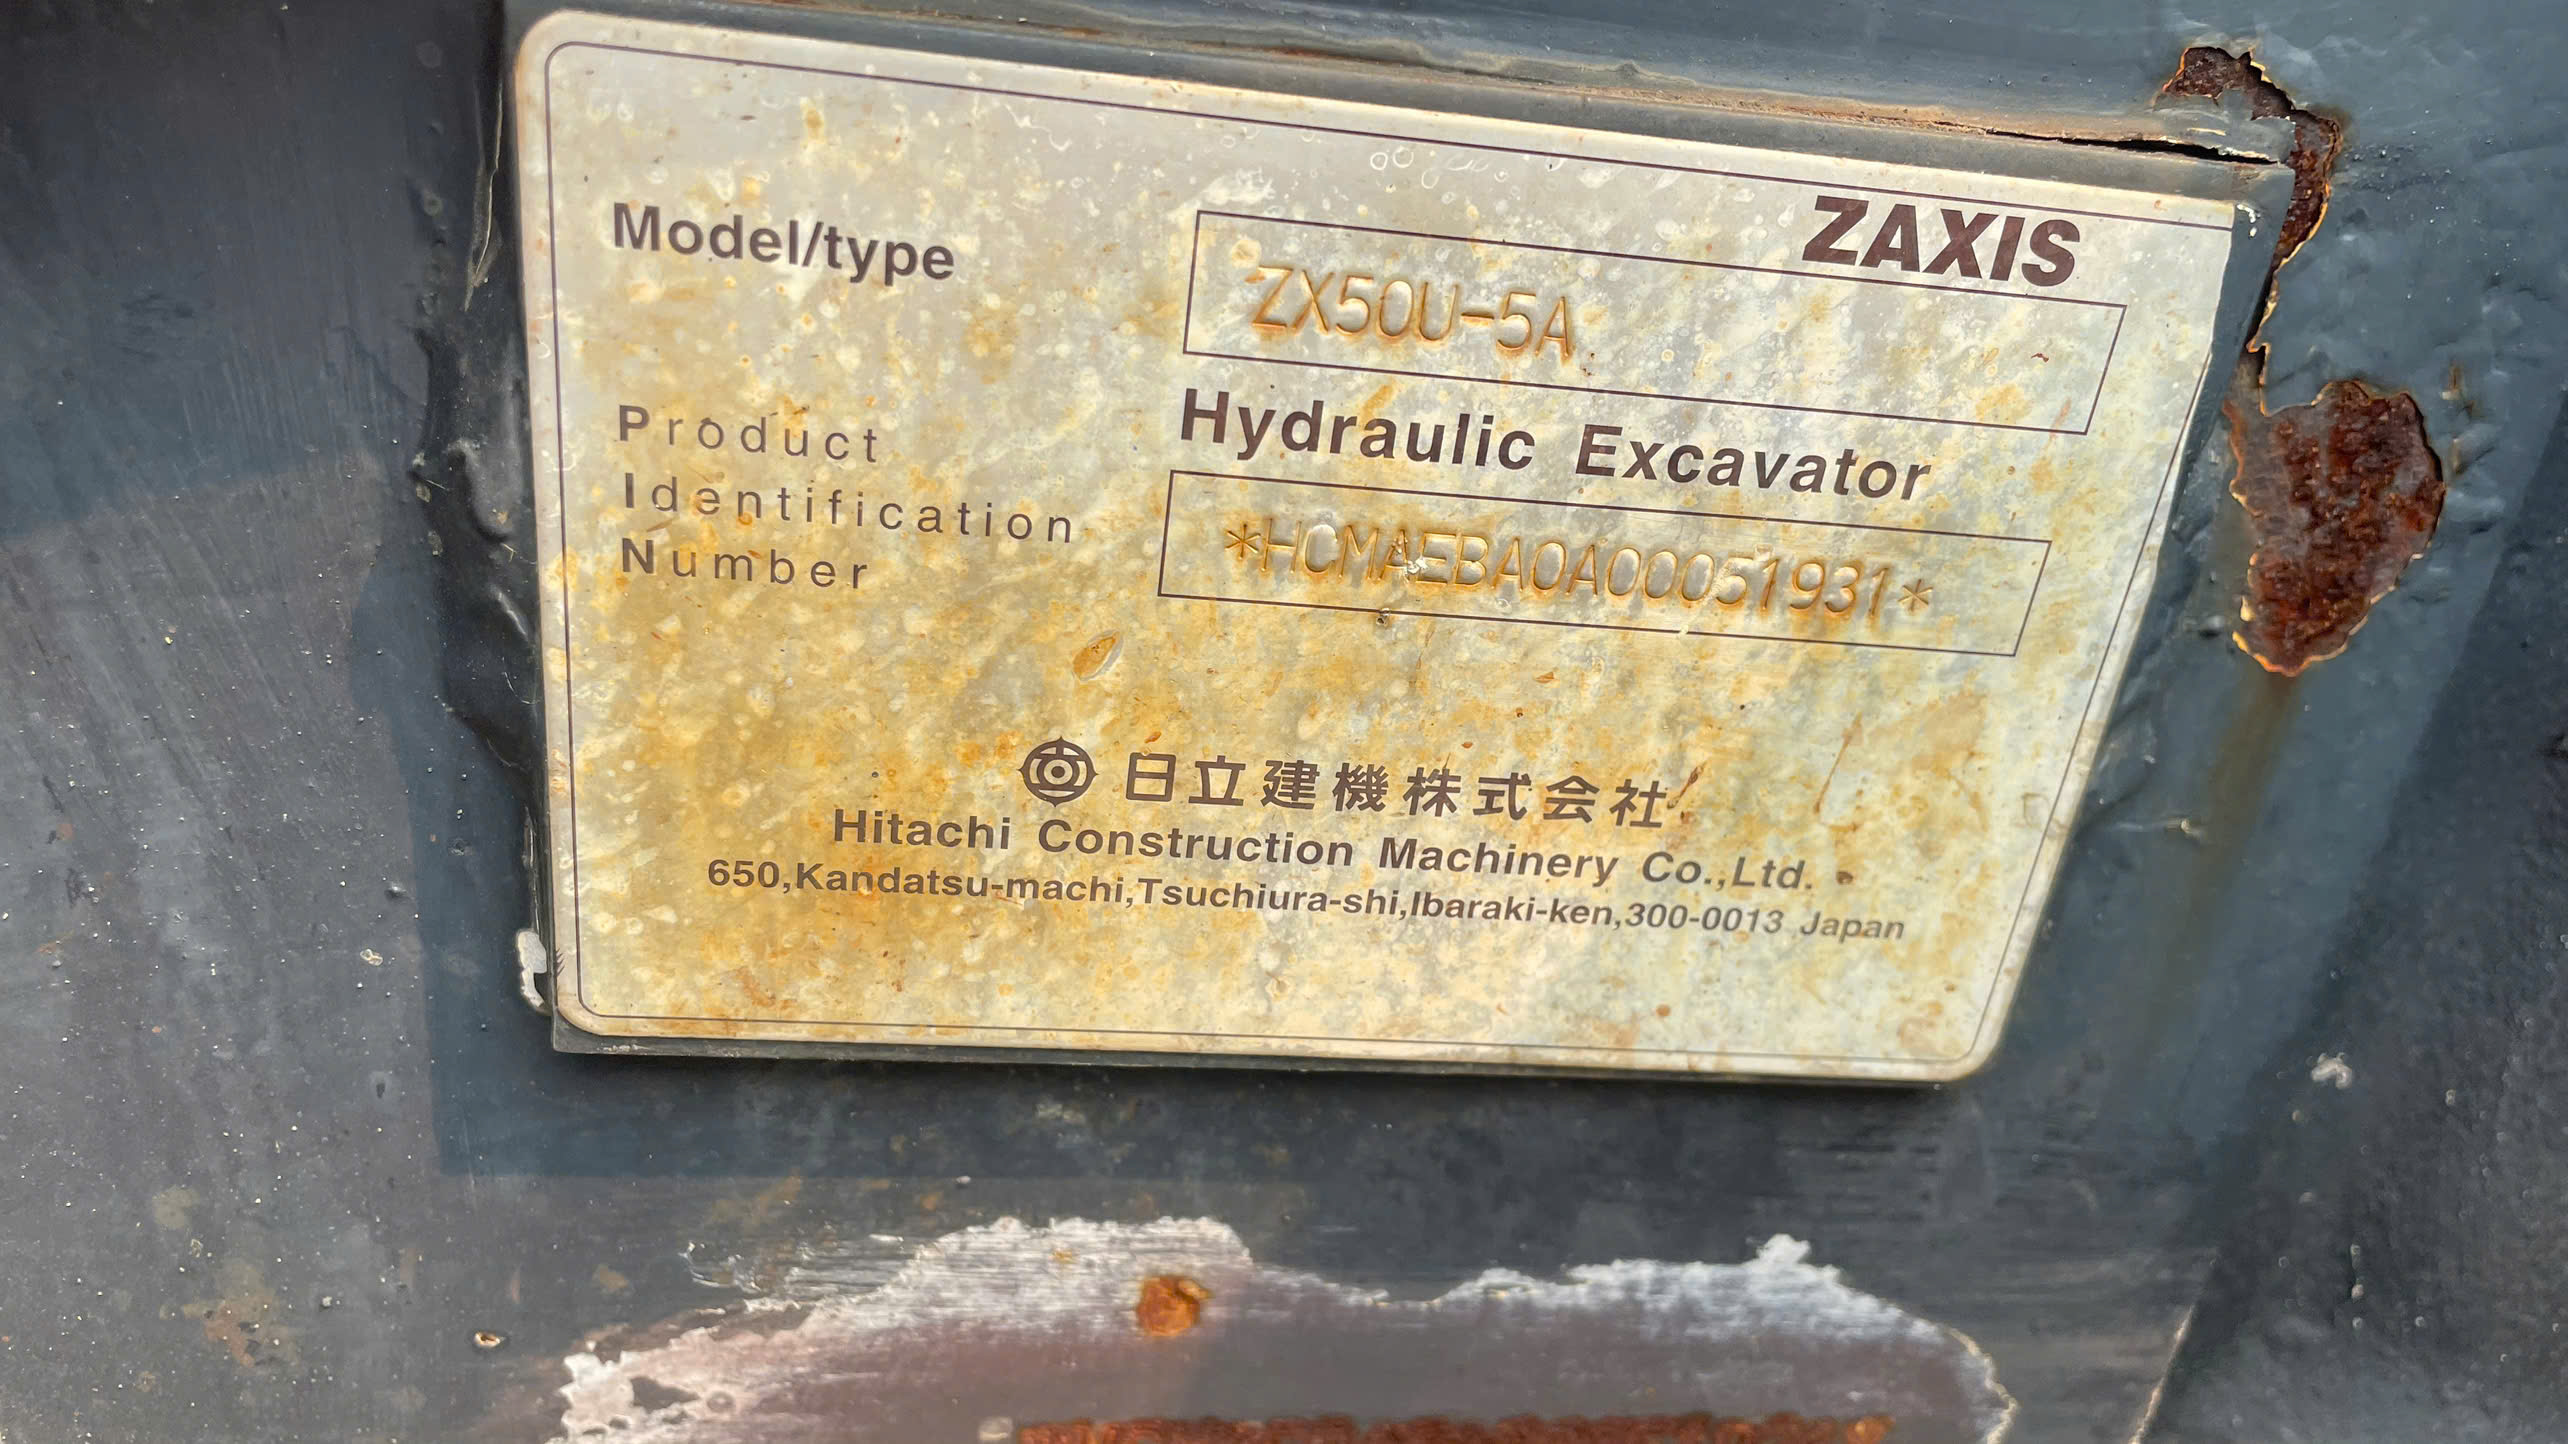 ZAXIS
Model/type ZX50U-5A
Hydraulic Excavator
Product
Identification
Number
*HCMAEBA0A00051931*
日立建機株式会社
Hitachi Construction Machinery Co.,Ltd.
650,Kandatsu-machi,Tsuchiura-shi,Ibaraki-ken,300-0013 Japan